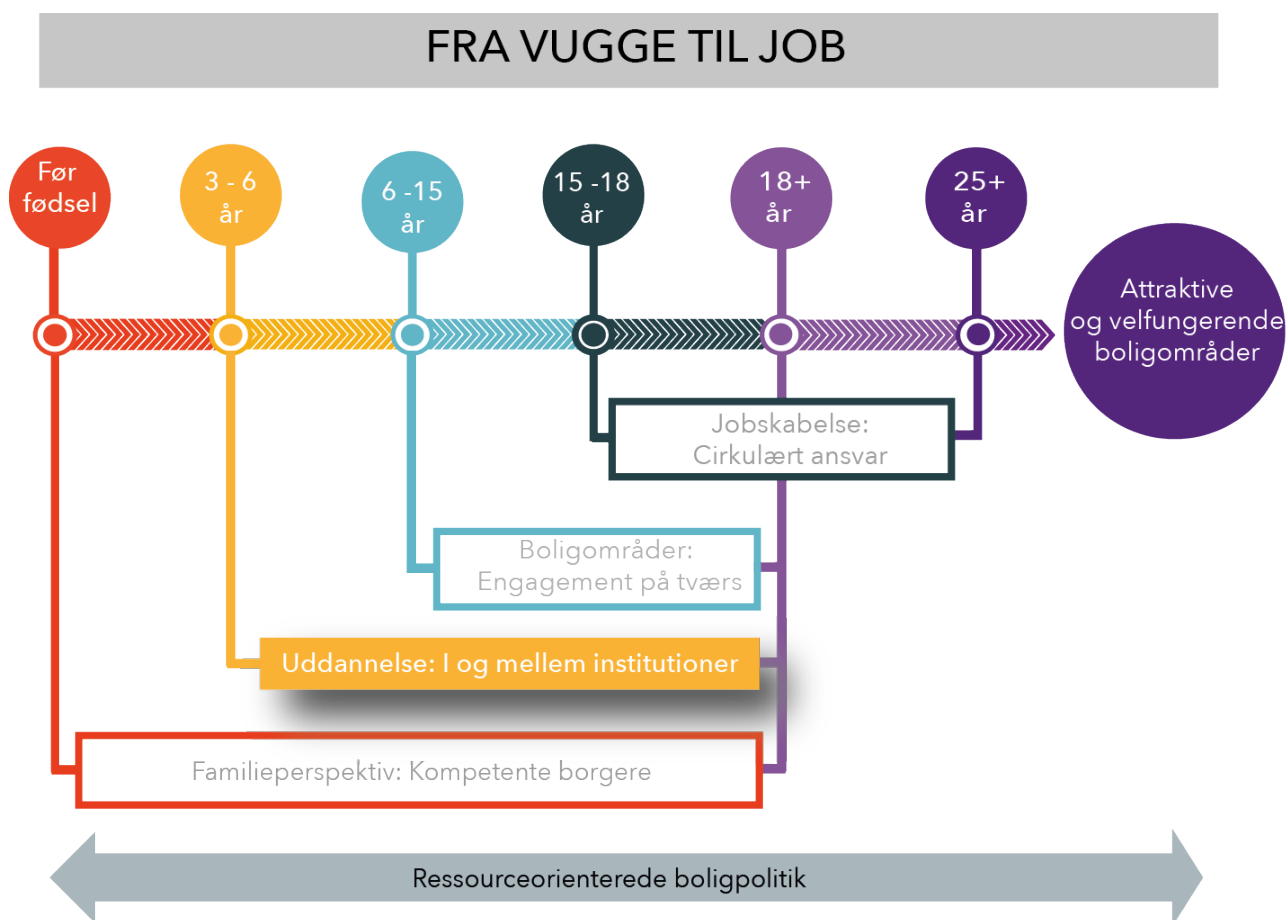 FRA VUGGE TIL JOB
Før
fødsel
3 - 6
år
6 -15
år
15 -18
år
18+
år
25+
år
Attraktive
og velfungerende
boligområder
Jobskabelse:
Cirkulært ansvar
Boligområder:
Engagement på tværs
Uddannelse: I og mellem institutioner
Familieperspektiv: Kompetente borgere
Ressourceorienterede boligpolitik